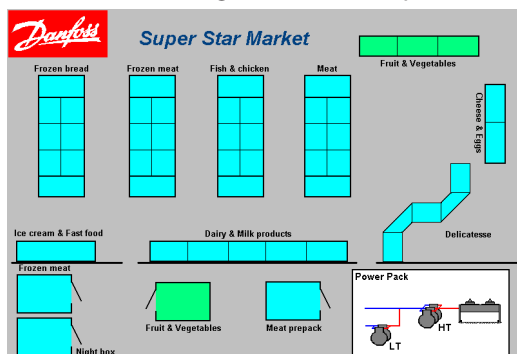 Danfoss
Super Star Market
Fruit & Vegetables
Frozen bread
Frozen meat
Fish & chicken
Meat
Cheese & Eggs
Ice cream & Fast food
Dairy & Milk products
Delicatesse
Frozen meat
Fruit & Vegetables
Meat prepack
Night box
Power Pack
HT
LT